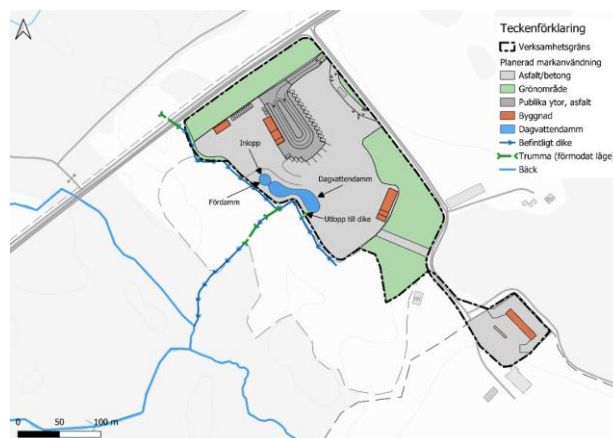 Teckenförklaring
Verksamhetsgräns
Planerad markanvändning
Asfalt/betong
Grönområde
Publika ytor, asfalt
Byggnad
Dagvattendamm
Befintligt dike
Trumma (förmodat läge)
Bäck
Inlopp
Dagvattendamm
Fördamm
Utlopp till dike
0 50 100 m